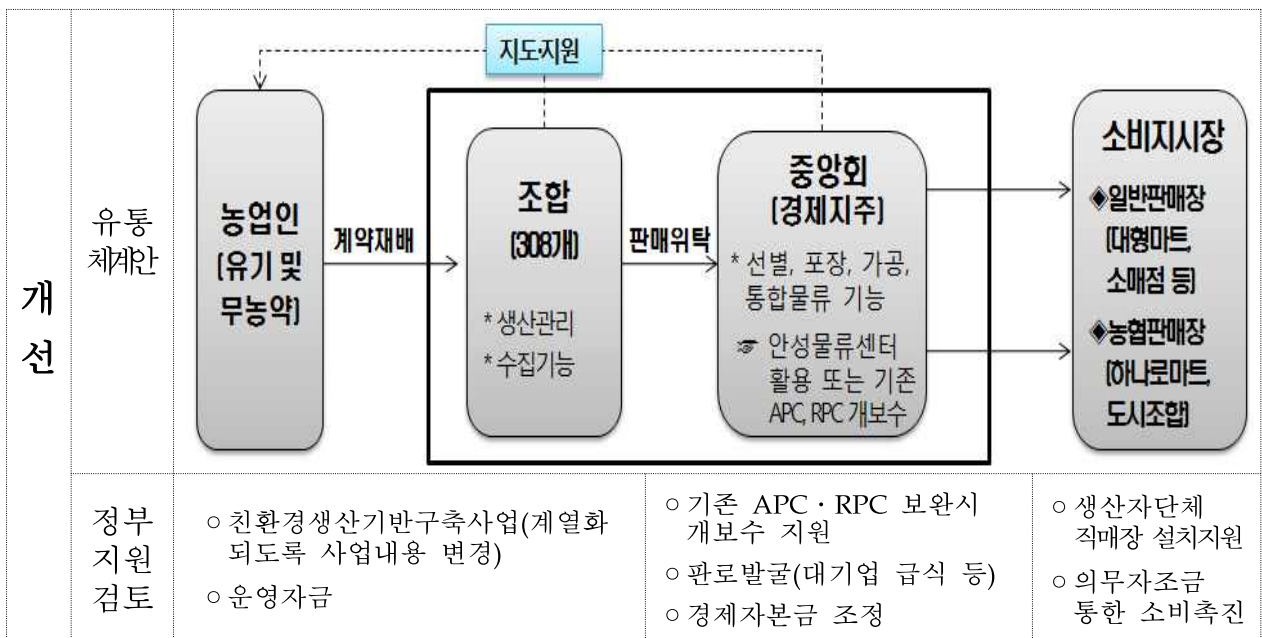 개
선
유통
체계안
지도·지원
농업인
(유기 및
무농약)
계약재배
조합
(308개)
* 생산관리
* 수집기능
판매위탁
중앙회
(경제지주)
* 선별, 포장, 가공,
통합물류 기능
☞ 안성물류센터
활용 또는 기존
APC, RPC 개보수
소비지시장
◈일반판매장
(대형마트,
소매점 등)
◈농협판매장
(하나로마트,
도시조합)
정부
지원
검토
○ 친환경생산기반구축사업(계열화
되도록 사업내용 변경)
○ 운영자금
○ 기존 APC · RPC 보완시
개보수 지원
○ 판로발굴(대기업 급식 등)
○ 경제자본금 조정
○ 생산자단체
직매장 설치지원
○ 의무자조금
통한 소비촉진